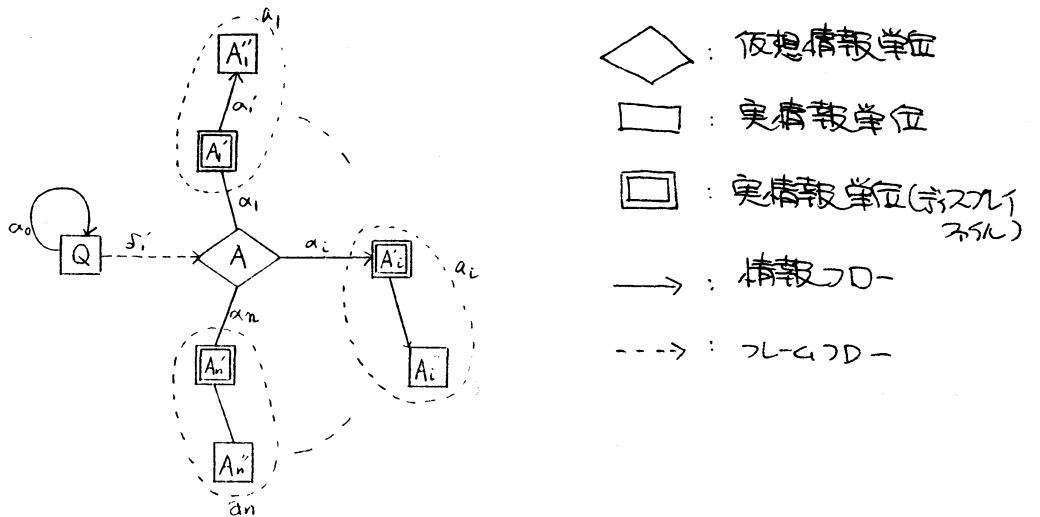 a₁
A₁''
α₁'
A₁'
α₁
a₀
Q
A
αᵢ
Aᵢ'
aᵢ
Aᵢ
αn
An'
An''
an
: 仮想情報単位
: 実情報単位
: 実情報単位(ディスプレイ
ファイル)
: 情報フロー
: フレームフロー